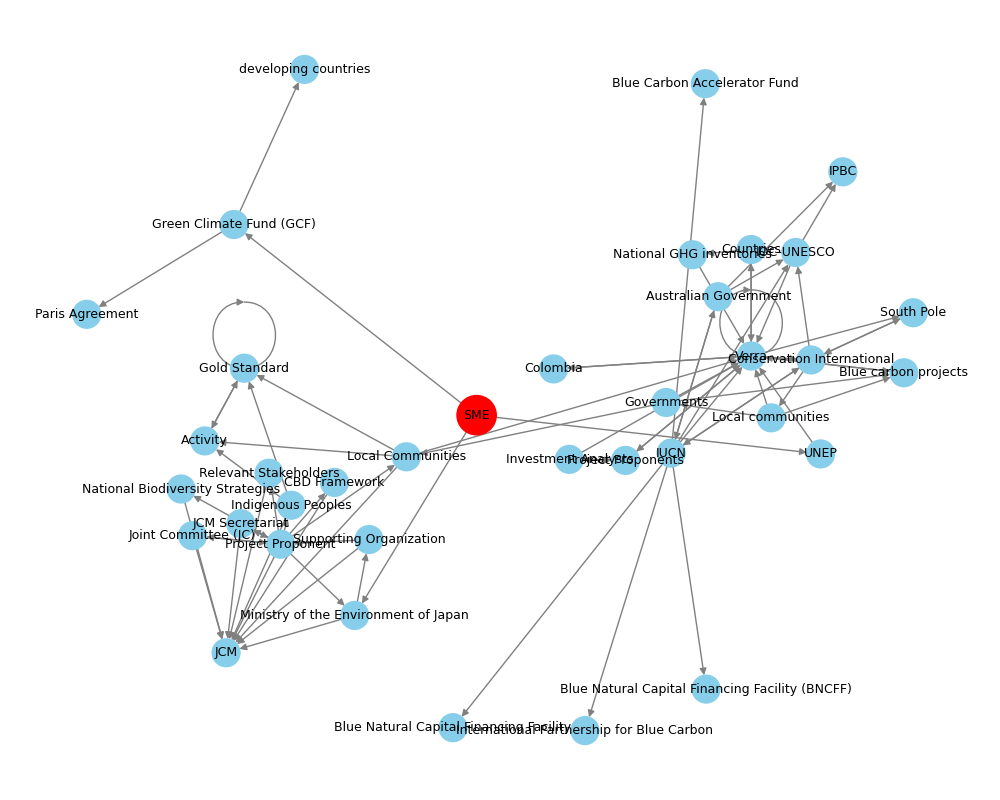 developing countries
Blue Carbon Accelerator Fund
IPBC
Green Climate Fund (GCF)
National GHG inventories
Countries
UNESCO
Australian Government
Paris Agreement
South Pole
Verra
Conservation International
Gold Standard
Colombia
Blue carbon projects
Governments
SME
Local communities
Activity
Local Communities
IUCN
UNEP
Investment Analysts
Project Proponents
Relevant Stakeholders
CBD Framework
National Biodiversity Strategies
Indigenous Peoples
JCM Secretariat
Joint Committee (JC)
Project Proponent
Supporting Organization
Ministry of the Environment of Japan
JCM
Blue Natural Capital Financing Facility (BNCFF)
Blue Natural Capital Financing Facility
International Partnership for Blue Carbon